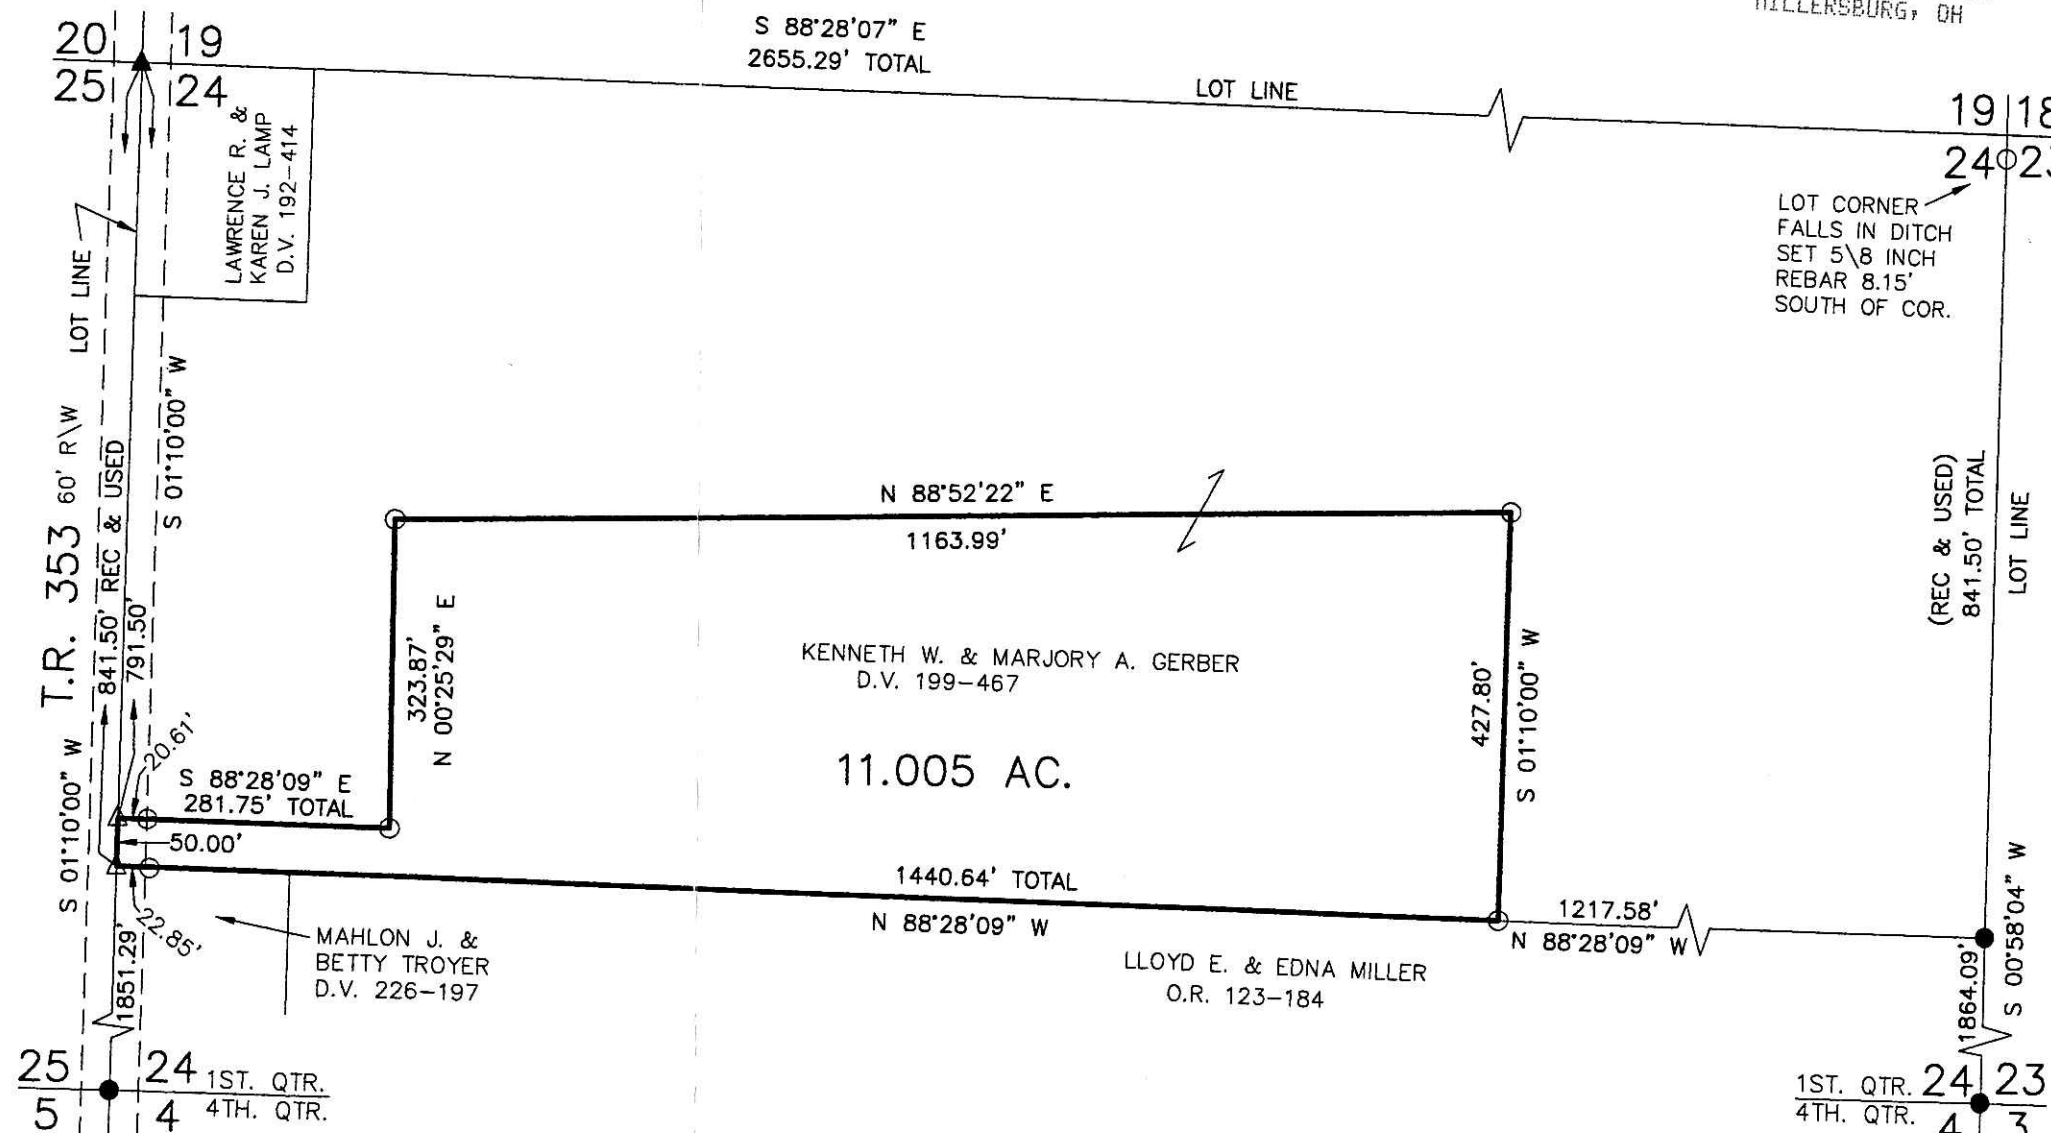 MILLERSBURG, OH
S 88°28'07" E
2655.29' TOTAL
LOT LINE
20 19
25 24
19 18
24 23
LAWRENCE R. &
KAREN J. LAMP
D.V. 192-414
LOT CORNER
FALLS IN DITCH
SET 5\8 INCH
REBAR 8.15'
SOUTH OF COR.
LOT LINE
T.R. 353 60' R\W
S 01°10'00" W
841.50' REC & USED
791.50'
S 01°10'00" W
N 88°52'22" E
1163.99'
323.87'
N 00°25'29" E
KENNETH W. & MARJORY A. GERBER
D.V. 199-467
11.005 AC.
427.80'
S 01°10'00" W
(REC & USED)
841.50' TOTAL
LOT LINE
20.61'
S 88°28'09" E
281.75' TOTAL
50.00'
22.85'
1851.29'
1440.64' TOTAL
N 88°28'09" W
1217.58'
N 88°28'09" W
S 00°58'04" W
1864.09'
MAHLON J. &
BETTY TROYER
D.V. 226-197
LLOYD E. & EDNA MILLER
O.R. 123-184
25 24 1ST. QTR.
5 4 4TH. QTR.
1ST. QTR. 24 23
4TH. QTR. 4 3